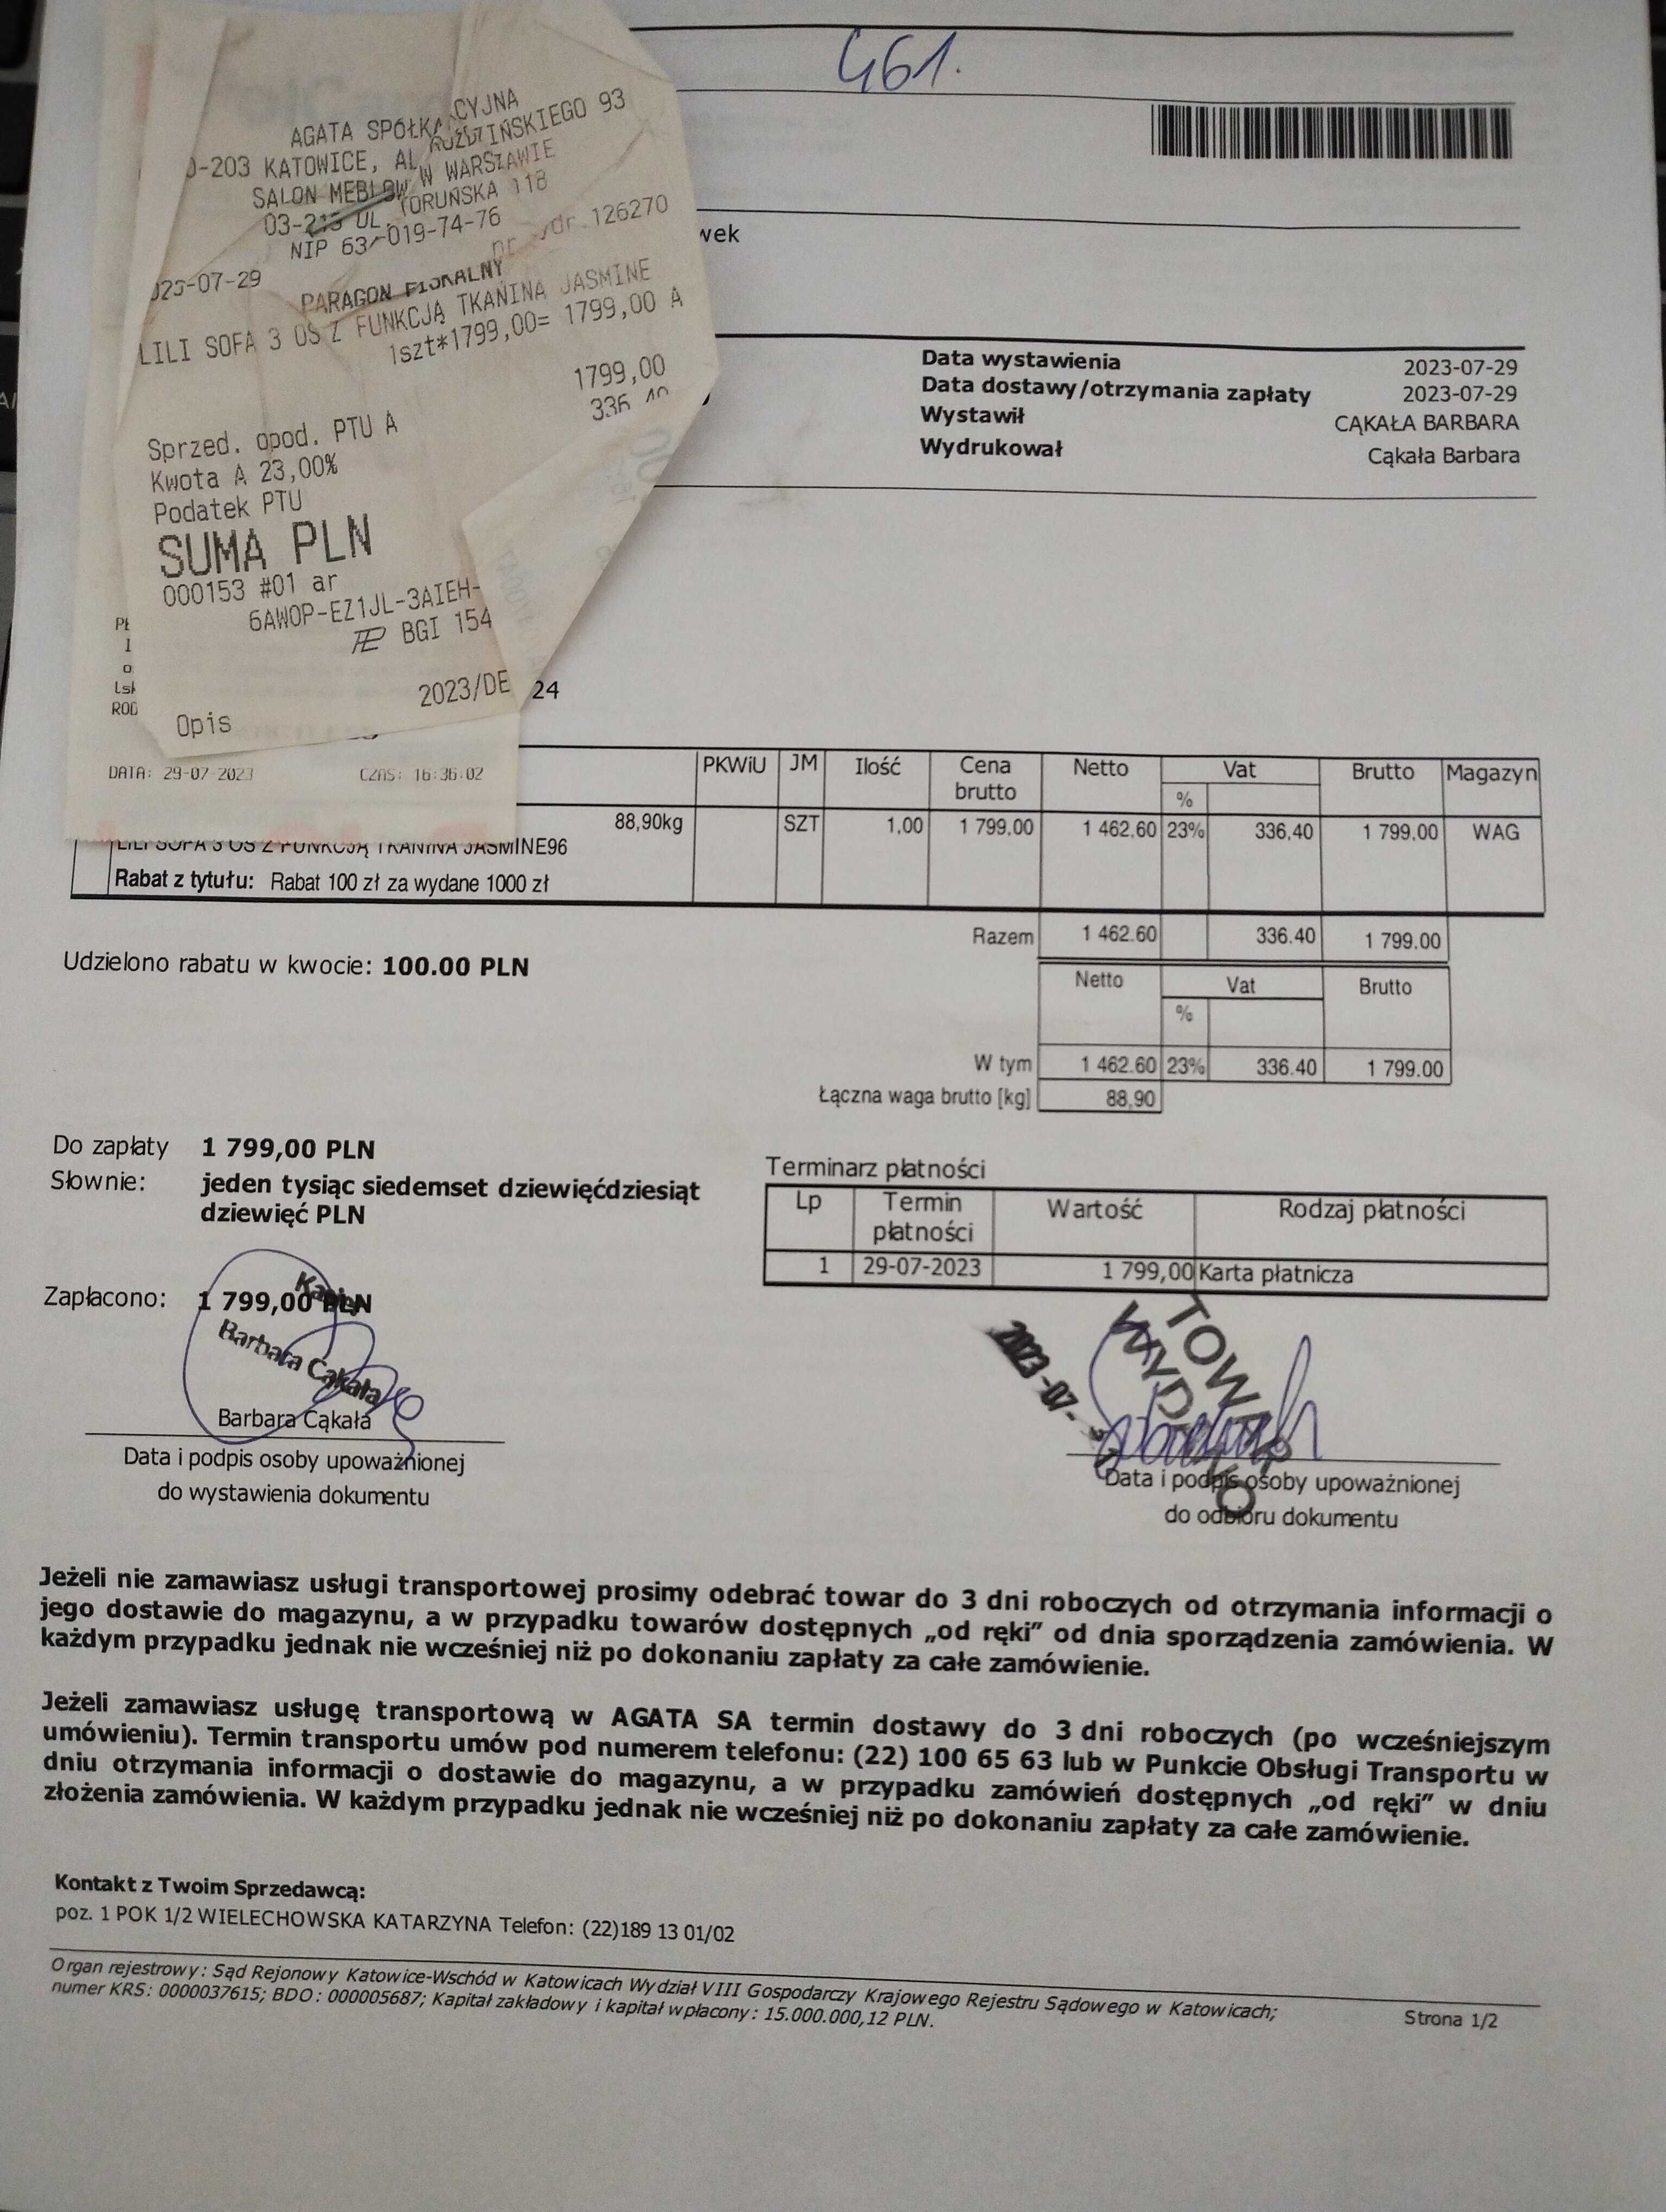 461.
AGATA SPÓŁKA CYJNA
-203 KATOWICE, AL. ROŹDZIEŃSKIEGO 93
SALON MEBLOW W WARSZAWIE
UL. TORUŃSKA 118
NIP 019-74-76
nr 126270
-07-29
PARAGON FISKALNY
LILI SOFA 3 OS Z FUNKCJĄ TKANINA JASMINE
1szt*1799,00= 1799,00 A
1799,00
Sprzed. opod. PTU A
Kwota A 23,00%
Podatek PTU
SUMA PLN
000153 #01 ar
6AWOP-EZ1JL-3AIEH-
BGI 154
2023/DE
Opis
DATA: 29-07-2023 CZAS: 16:36:02
wek
Data wystawienia 2023-07-29
Data dostawy/otrzymania zapłaty 2023-07-29
Wystawił CĄKAŁA BARBARA
Wydrukował Cąkała Barbara
24
PKWiU JM Ilość Cena brutto Netto Vat Brutto Magazyn
%
88,90kg SZT 1,00 1 799,00 1 462,60 23% 336,40 1 799,00 WAG
LILI SOFA 3 OS Z FUNKCJĄ TKANINA JASMINE96
Rabat z tytułu: Rabat 100 zł za wydane 1000 zł
Razem 1 462.60 336.40 1 799.00
Udzielono rabatu w kwocie: 100.00 PLN
Netto Vat Brutto
%
W tym 1 462.60 23% 336.40 1 799.00
Łączna waga brutto [kg] 88,90
Do zapłaty 1 799,00 PLN
Słownie: jeden tysiąc siedemset dziewięćdziesiąt
dziewięć PLN
Terminarz płatności
Lp Termin płatności Wartość Rodzaj płatności
1 29-07-2023 1 799,00 Karta płatnicza
Zapłacono: 1 799,00 PLN
Kasjer
Barbara Cąkała
Barbara Cąkała
TOWAR
WYDANO
2023 -07-
Data i podpis osoby upoważnionej
do wystawienia dokumentu
Data i podpis osoby upoważnionej
do odbioru dokumentu
Jeżeli nie zamawiasz usługi transportowej prosimy odebrać towar do 3 dni roboczych od otrzymania informacji o
jego dostawie do magazynu, a w przypadku towarów dostępnych „od ręki” od dnia sporządzenia zamówienia. W
każdym przypadku jednak nie wcześniej niż po dokonaniu zapłaty za całe zamówienie.
Jeżeli zamawiasz usługę transportową w AGATA SA termin dostawy do 3 dni roboczych (po wcześniejszym
umówieniu). Termin transportu umów pod numerem telefonu: (22) 100 65 63 lub w Punkcie Obsługi Transportu w
dniu otrzymania informacji o dostawie do magazynu, a w przypadku zamówień dostępnych „od ręki” w dniu
złożenia zamówienia. W każdym przypadku jednak nie wcześniej niż po dokonaniu zapłaty za całe zamówienie.
Kontakt z Twoim Sprzedawcą:
poz. 1 POK 1/2 WIELECHOWSKA KATARZYNA Telefon: (22)189 13 01/02
Organ rejestrowy: Sąd Rejonowy Katowice-Wschód w Katowicach Wydział VIII Gospodarczy Krajowego Rejestru Sądowego w Katowicach;
numer KRS: 0000037615; BDO: 000005687; Kapitał zakładowy i kapitał wpłacony: 15.000.000,12 PLN.
Strona 1/2